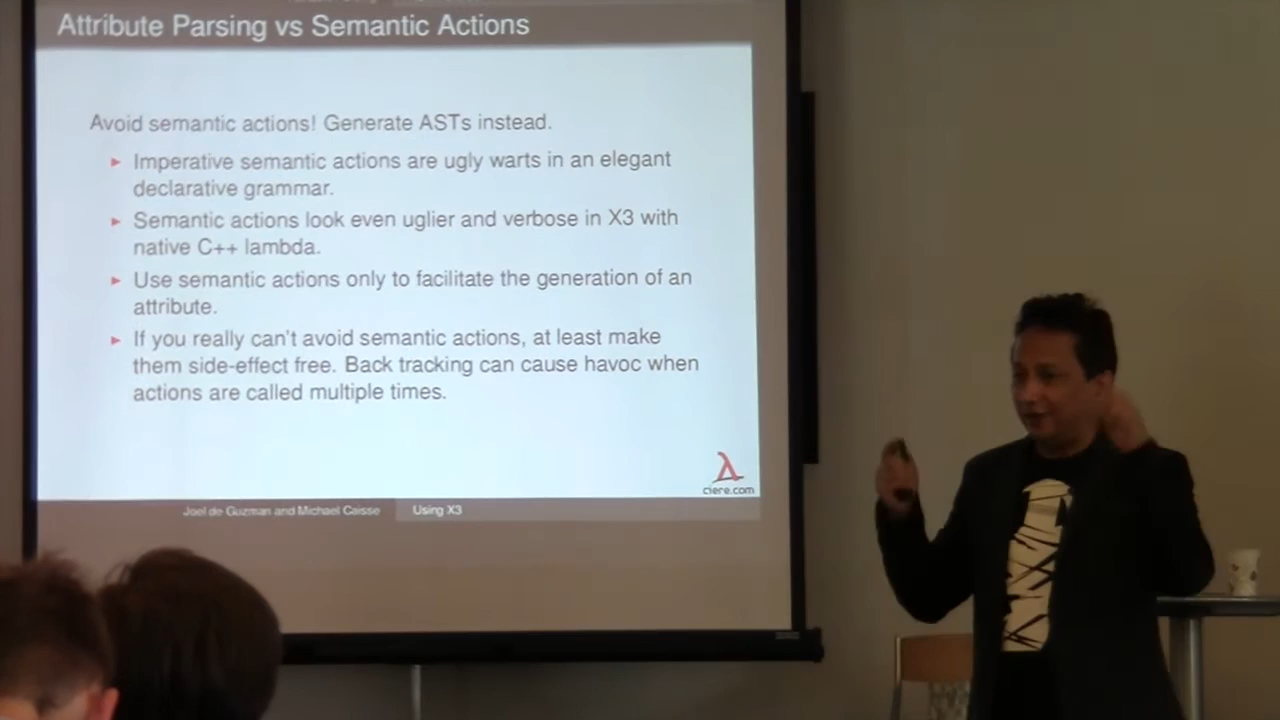 Attribute Parsing vs Semantic Actions
Avoid semantic actions! Generate ASTs instead.
Imperative semantic actions are ugly warts in an elegant
declarative grammar.
Semantic actions look even uglier and verbose in X3 with
native C++ lambda.
Use semantic actions only to facilitate the generation of an
attribute.
If you really can't avoid semantic actions, at least make
them side-effect free. Back tracking can cause havoc when
actions are called multiple times.
λ
ciere.com
Joel de Guzman and Michael Caisse
Using X3